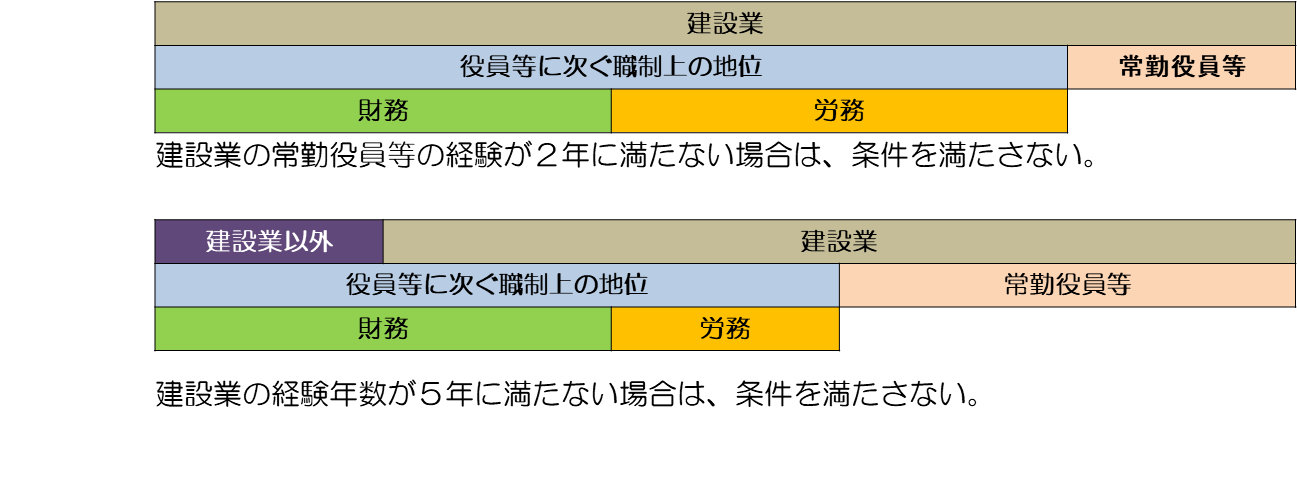 建設業
役員等に次ぐ職制上の地位 常勤役員等
財務 労務
建設業の常勤役員等の経験が２年に満たない場合は、条件を満たさない。
建設業以外 建設業
役員等に次ぐ職制上の地位 常勤役員等
財務 労務
建設業の経験年数が５年に満たない場合は、条件を満たさない。